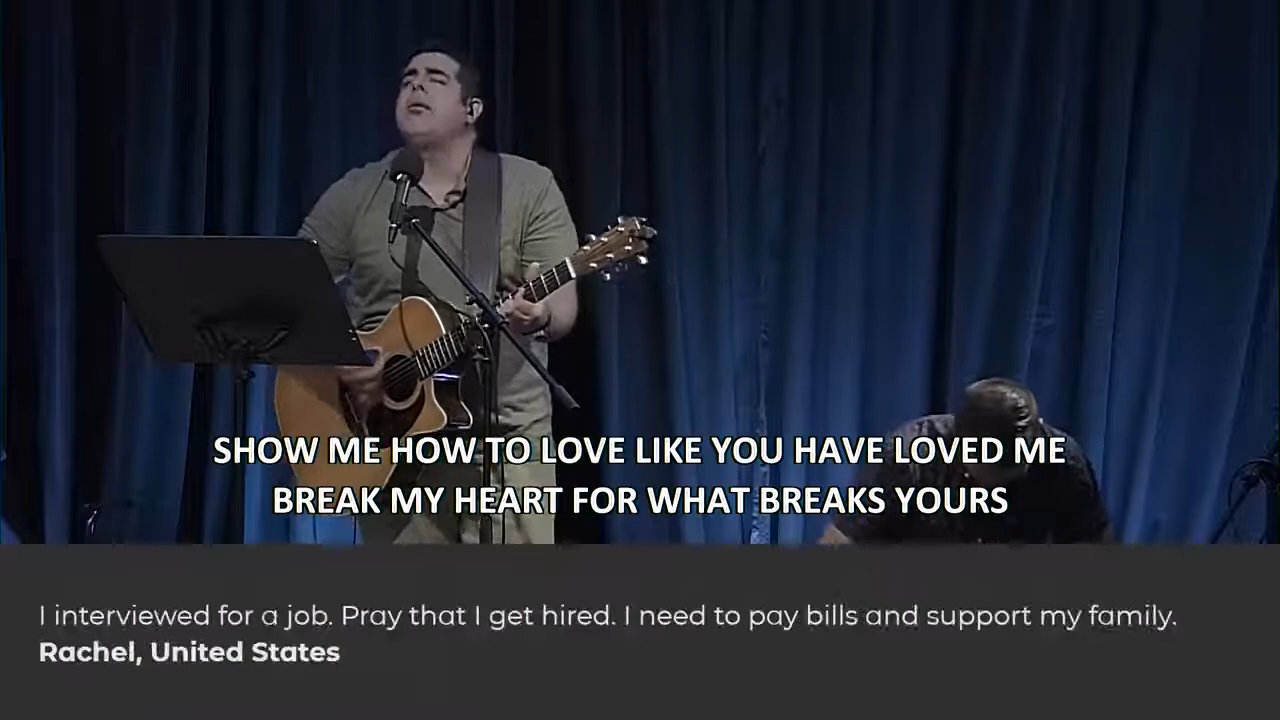 SHOW ME HOW TO LOVE LIKE YOU HAVE LOVED ME
BREAK MY HEART FOR WHAT BREAKS YOURS
I interviewed for a job. Pray that I get hired. I need to pay bills and support my family.
Rachel, United States